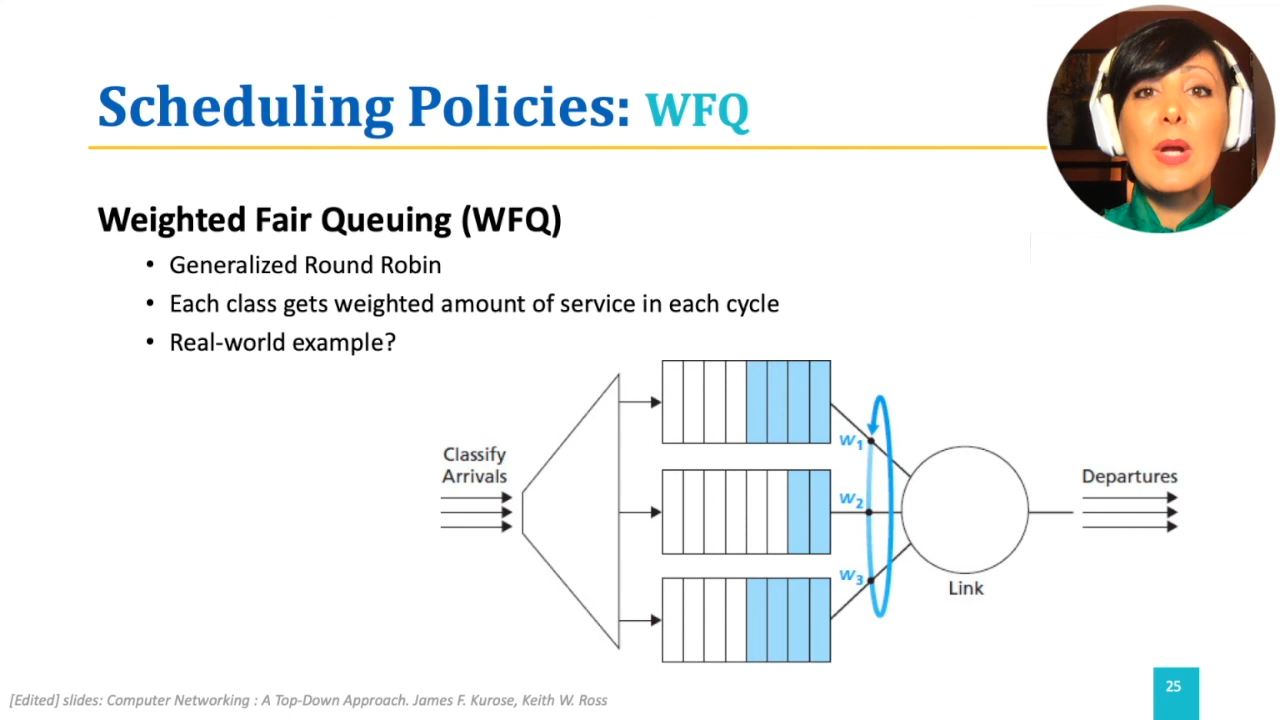 Scheduling Policies: WFQ
Weighted Fair Queuing (WFQ)
• Generalized Round Robin
• Each class gets weighted amount of service in each cycle
• Real-world example?
Classify
Arrivals
w1
w2
w3
Link
Departures
[Edited] slides: Computer Networking : A Top-Down Approach. James F. Kurose, Keith W. Ross
25